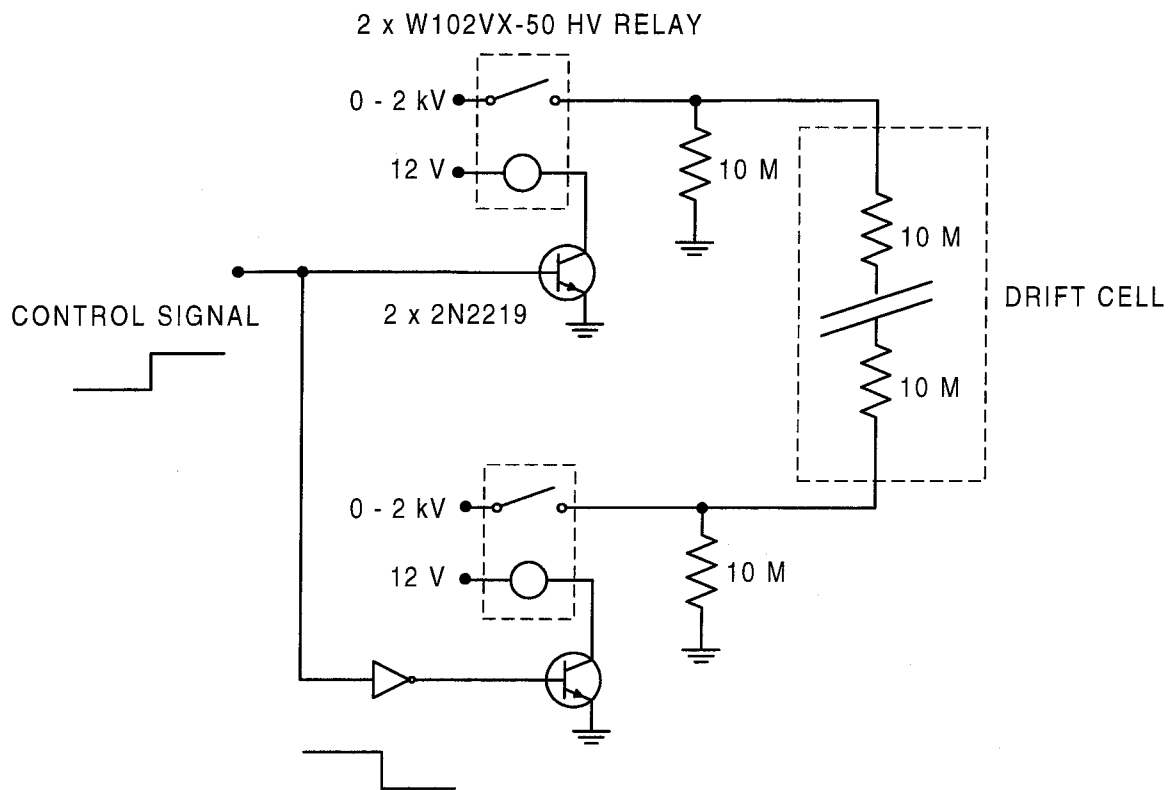 2 x W102VX-50 HV RELAY
0 - 2 kV
12 V
10 M
10 M
DRIFT CELL
CONTROL SIGNAL
2 x 2N2219
10 M
0 - 2 kV
12 V
10 M